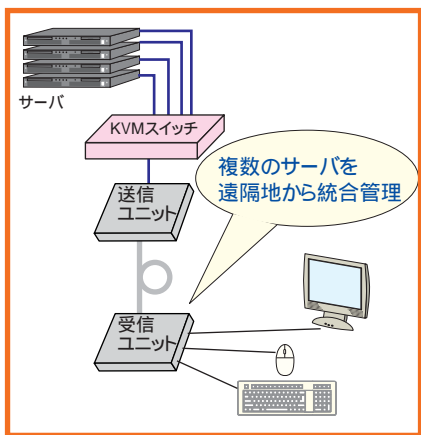 サーバ
KVMスイッチ
複数のサーバを
遠隔地から統合管理
送信
ユニット
受信
ユニット